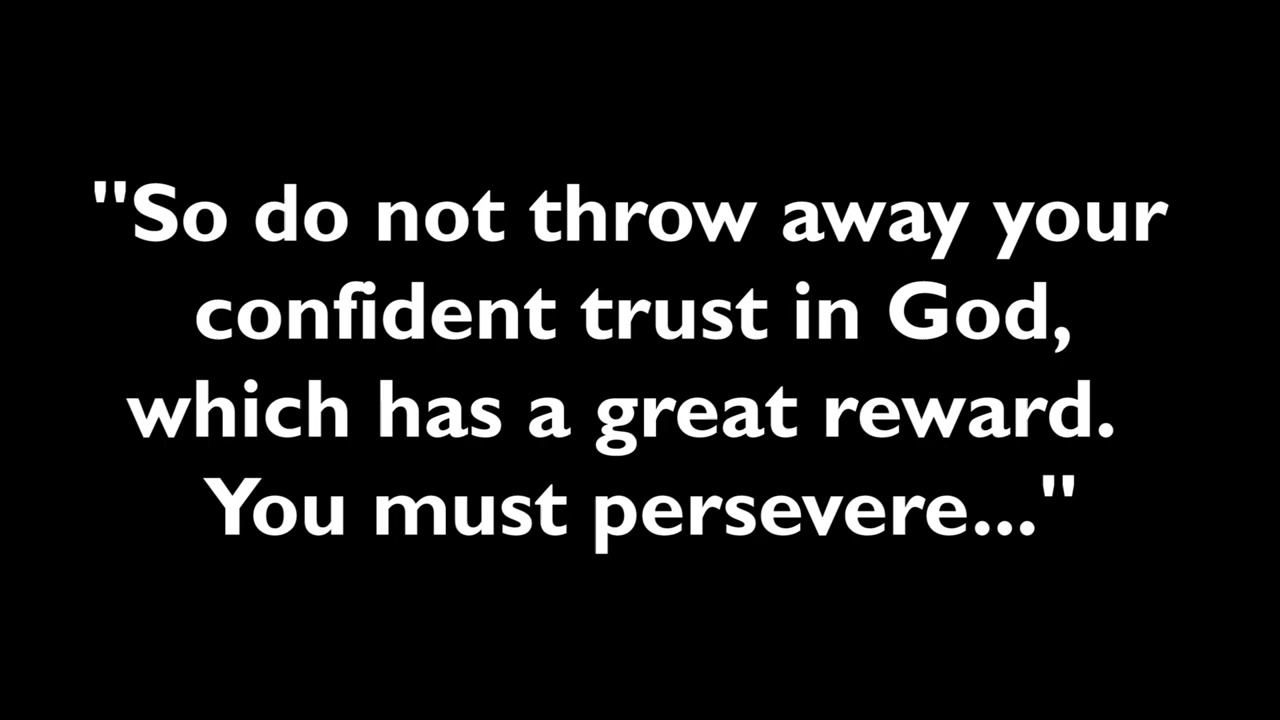 "So do not throw away your
confident trust in God,
which has a great reward.
You must persevere..."